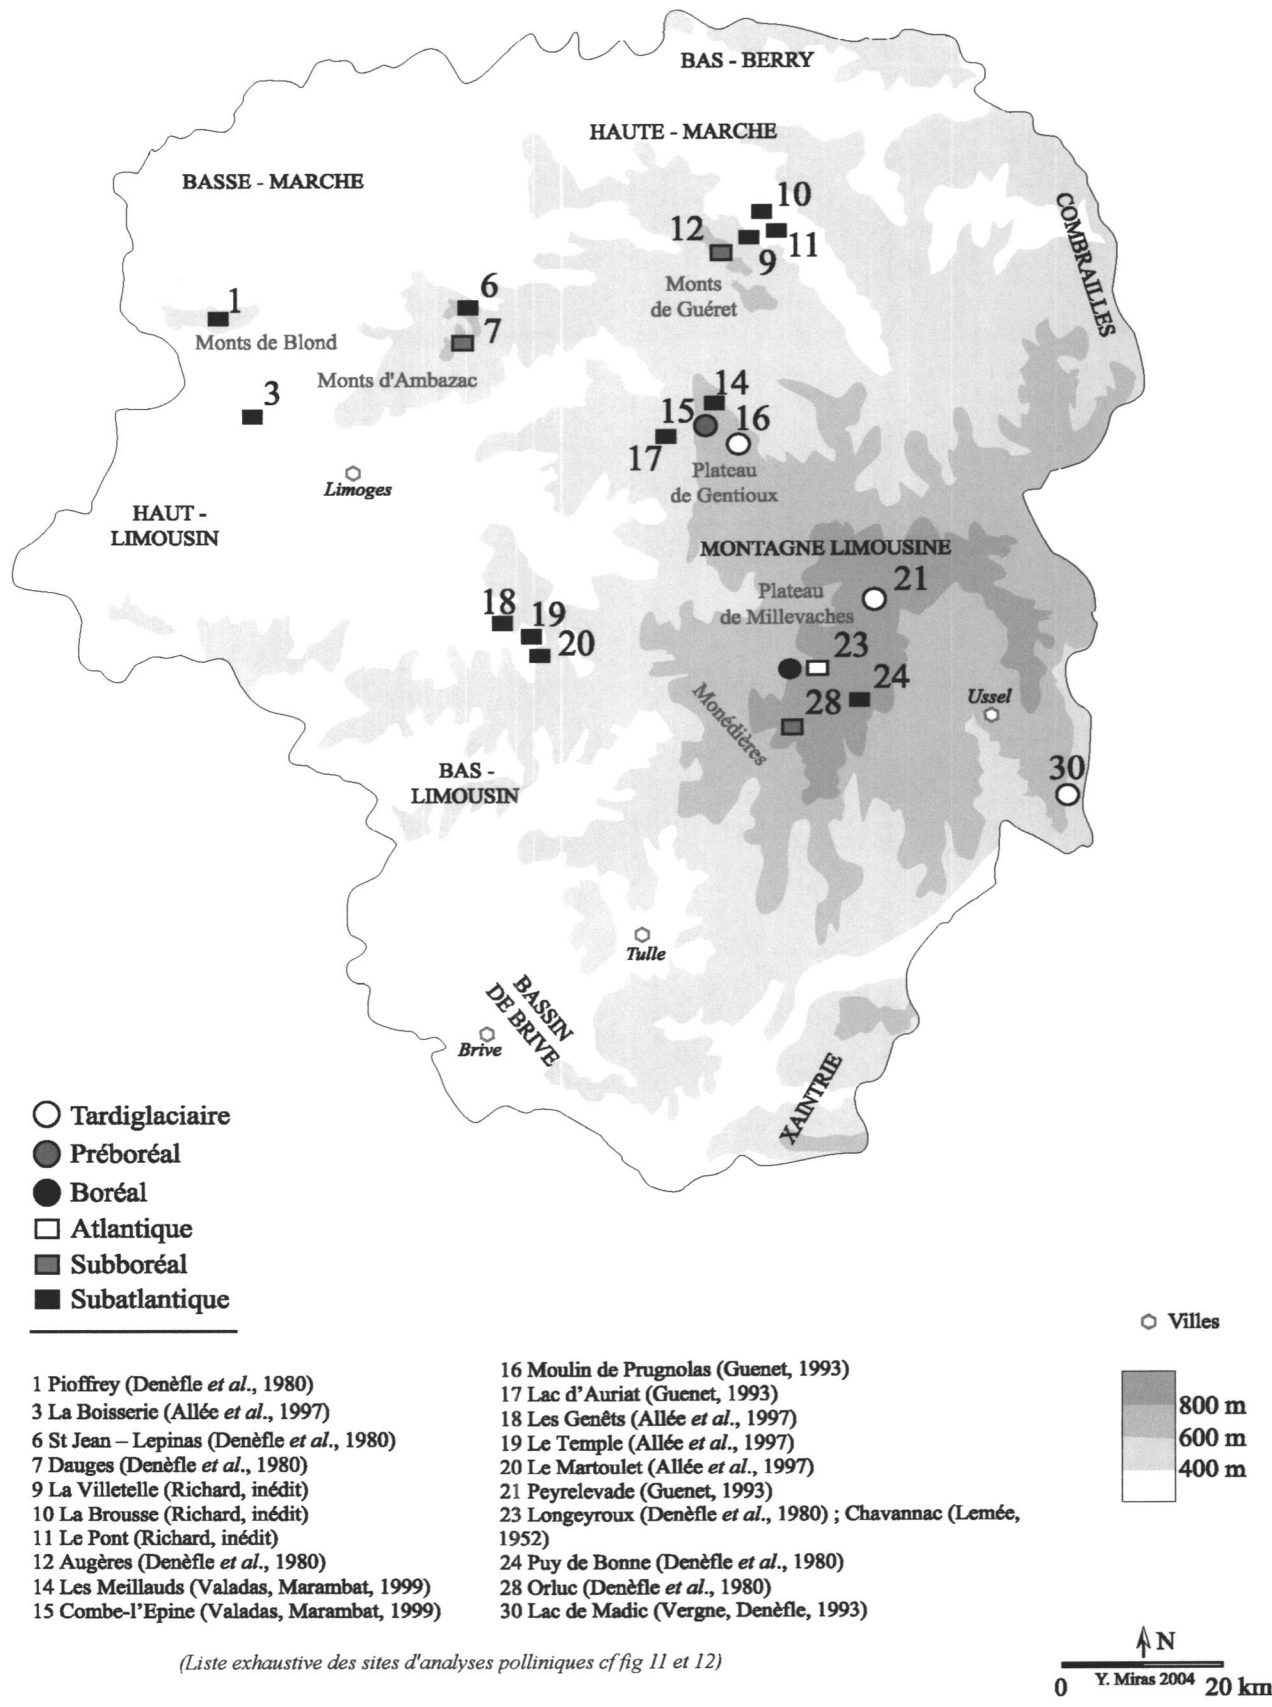 BAS - BERRY
HAUTE - MARCHE
BASSE - MARCHE
COMBRAILLES
10
12
11
9
Monts
de Guéret
6
1
7
Monts de Blond
Monts d'Ambazac
3
14
15
16
17
Plateau
de Gentioux
Limoges
HAUT -
LIMOUSIN
MONTAGNE LIMOUSINE
21
Plateau
de Millevaches
18
19
20
23
24
28
Monédières
Ussel
30
BAS -
LIMOUSIN
Tulle
BASSIN
DE BRIVE
Brive
XAINTRIE
Tardiglaciaire
Préboréal
Boréal
Atlantique
Subboréal
Subatlantique
Villes
800 m
600 m
400 m
1 Pioffrey (Denèfle et al., 1980)
3 La Boisserie (Allée et al., 1997)
6 St Jean – Lepinas (Denèfle et al., 1980)
7 Dauges (Denèfle et al., 1980)
9 La Villetelle (Richard, inédit)
10 La Brousse (Richard, inédit)
11 Le Pont (Richard, inédit)
12 Augères (Denèfle et al., 1980)
14 Les Meillauds (Valadas, Marambat, 1999)
15 Combe-l'Epine (Valadas, Marambat, 1999)
16 Moulin de Prugnolas (Guenet, 1993)
17 Lac d'Auriat (Guenet, 1993)
18 Les Genêts (Allée et al., 1997)
19 Le Temple (Allée et al., 1997)
20 Le Martoulet (Allée et al., 1997)
21 Peyrelevade (Guenet, 1993)
23 Longeyroux (Denèfle et al., 1980) ; Chavannac (Lemée,
1952)
24 Puy de Bonne (Denèfle et al., 1980)
28 Orluc (Denèfle et al., 1980)
30 Lac de Madic (Vergne, Denèfle, 1993)
(Liste exhaustive des sites d'analyses polliniques cf fig 11 et 12)
N
Y. Miras 2004
0 20 km